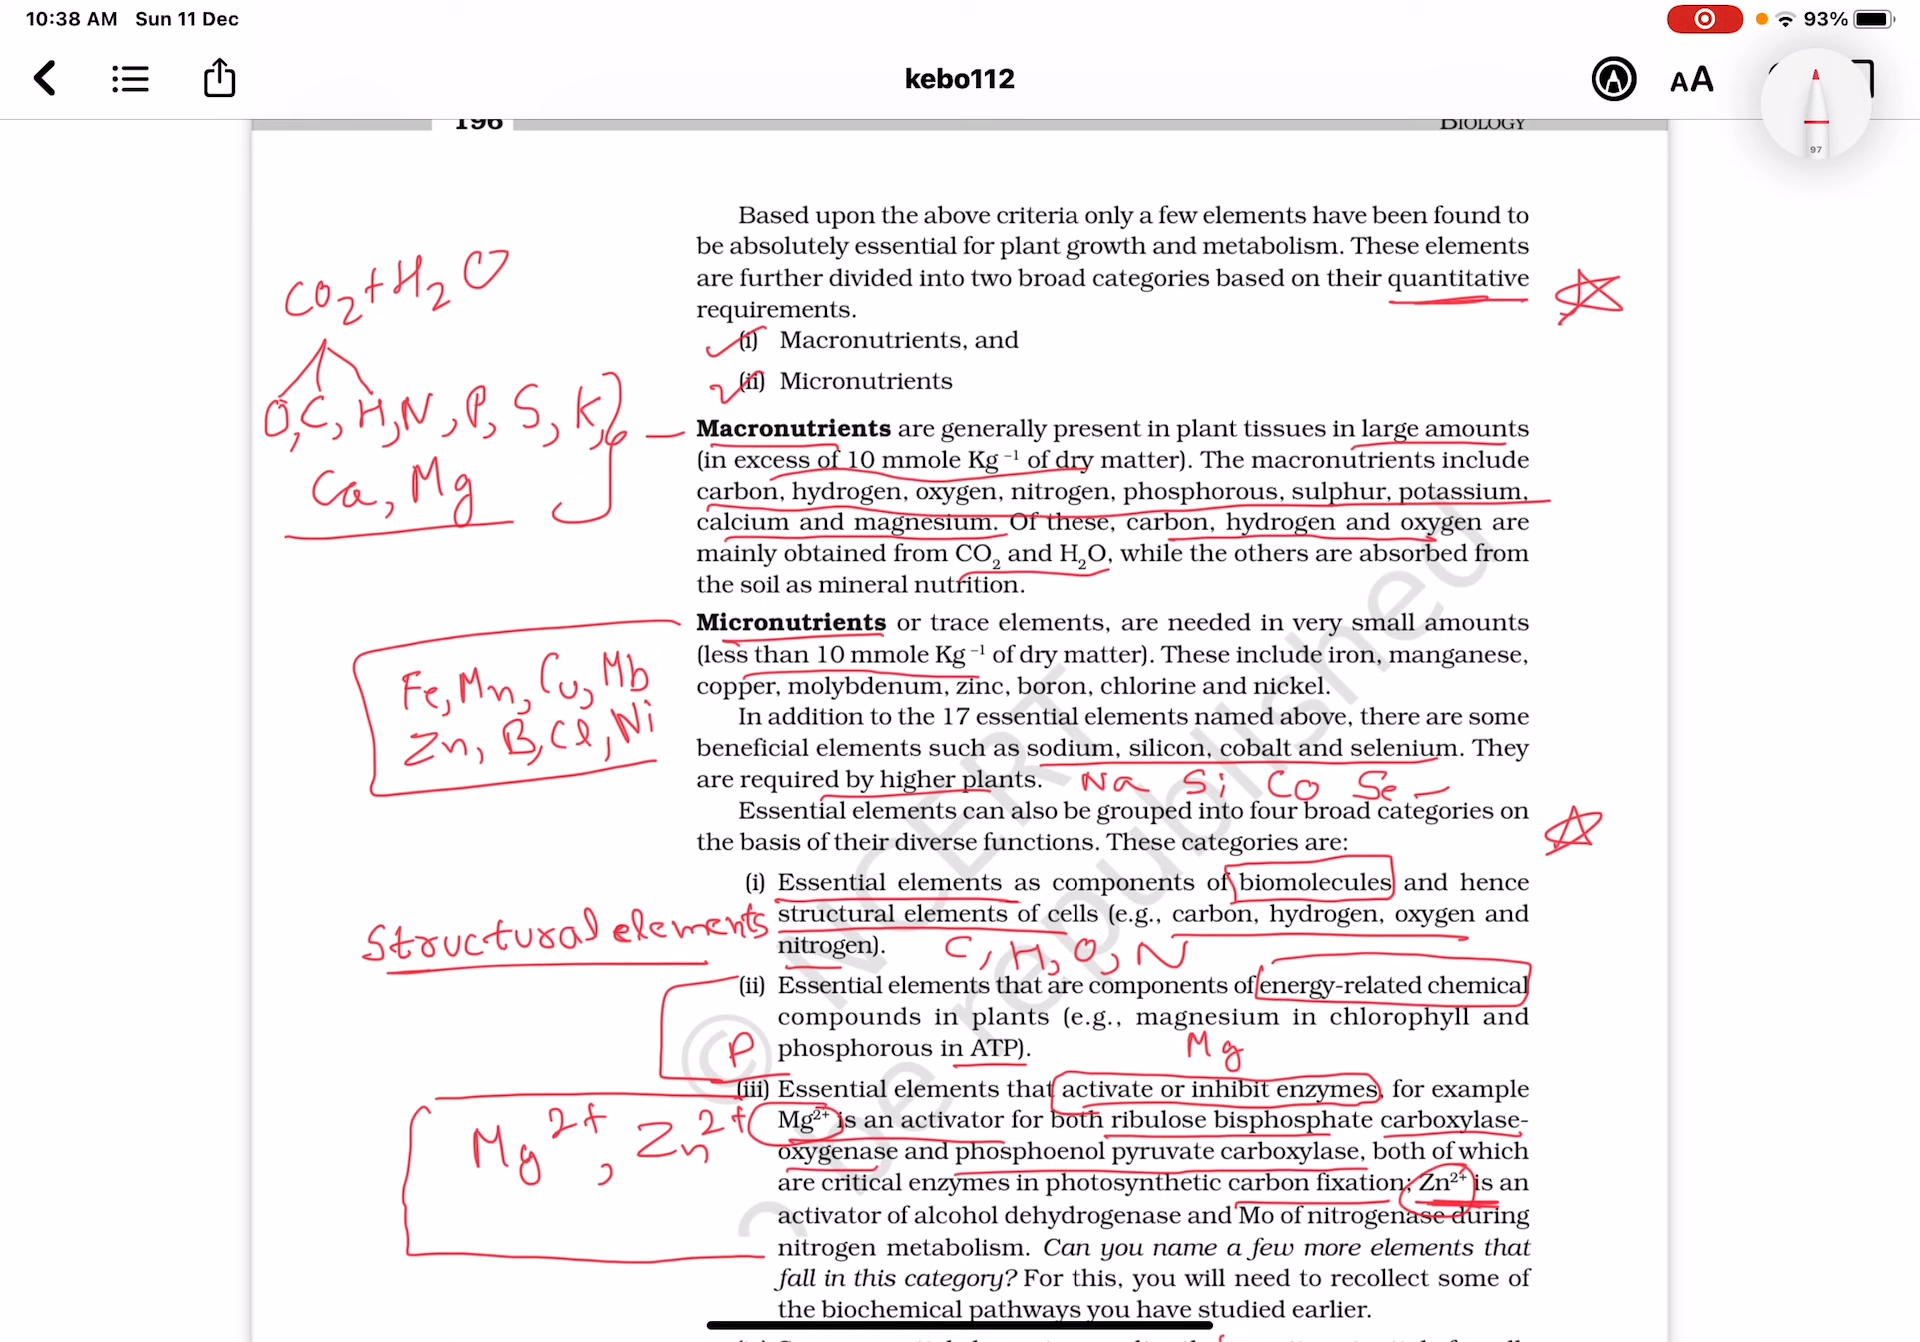 10:38 AM Sun 11 Dec
93%
kebo112
AA
97
196
BIOLOGY
Based upon the above criteria only a few elements have been found to
be absolutely essential for plant growth and metabolism. These elements
are further divided into two broad categories based on their quantitative
requirements.
(i) Macronutrients, and
(ii) Micronutrients
CO2+H2O
O,C,H,N,P,S,K,
Ca, Mg
Macronutrients are generally present in plant tissues in large amounts
(in excess of 10 mmole Kg⁻¹ of dry matter). The macronutrients include
carbon, hydrogen, oxygen, nitrogen, phosphorous, sulphur, potassium,
calcium and magnesium. Of these, carbon, hydrogen and oxygen are
mainly obtained from CO₂ and H₂O, while the others are absorbed from
the soil as mineral nutrition.
Micronutrients or trace elements, are needed in very small amounts
(less than 10 mmole Kg⁻¹ of dry matter). These include iron, manganese,
copper, molybdenum, zinc, boron, chlorine and nickel.
Fe, Mn, Cu, Mb
Zn, B, Cl, Ni
In addition to the 17 essential elements named above, there are some
beneficial elements such as sodium, silicon, cobalt and selenium. They
are required by higher plants. Na Si Co Se
Essential elements can also be grouped into four broad categories on
the basis of their diverse functions. These categories are:
(i) Essential elements as components of biomolecules and hence
Structural elements
structural elements of cells (e.g., carbon, hydrogen, oxygen and
nitrogen). C, H, O, N
(ii) Essential elements that are components of energy-related chemical
compounds in plants (e.g., magnesium in chlorophyll and
P phosphorous in ATP). Mg
(iii) Essential elements that activate or inhibit enzymes, for example
Mg2+, Zn2+
Mg²⁺ is an activator for both ribulose bisphosphate carboxylase-
oxygenase and phosphoenol pyruvate carboxylase, both of which
are critical enzymes in photosynthetic carbon fixation; Zn²⁺ is an
activator of alcohol dehydrogenase and Mo of nitrogenase during
nitrogen metabolism. Can you name a few more elements that
fall in this category? For this, you will need to recollect some of
the biochemical pathways you have studied earlier.
© NCERT
be republished